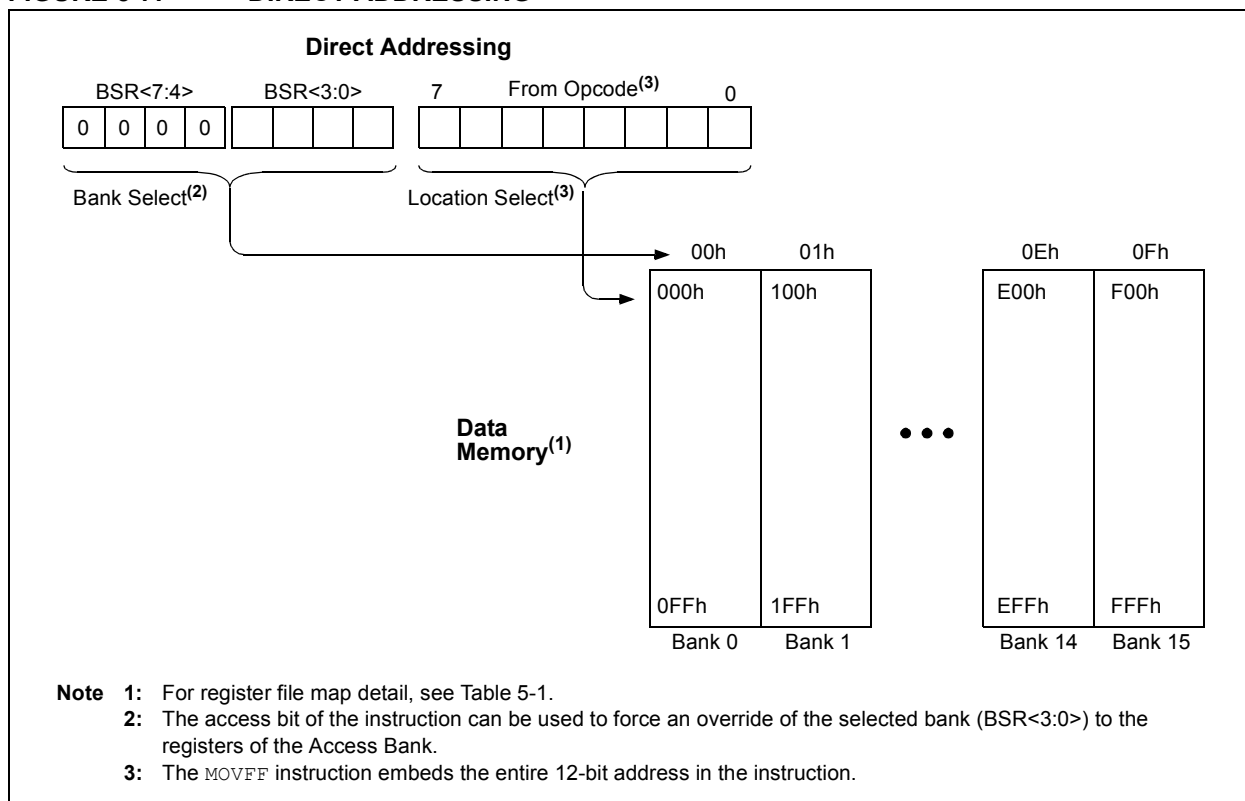 Direct Addressing
BSR<7:4> BSR<3:0> 7 From Opcode(3) 0
0 0 0 0
Bank Select(2) Location Select(3)
00h 01h 0Eh 0Fh
000h 100h E00h F00h
Data
Memory(1)
0FFh 1FFh EFFh FFFh
Bank 0 Bank 1 Bank 14 Bank 15
Note 1: For register file map detail, see Table 5-1.
2: The access bit of the instruction can be used to force an override of the selected bank (BSR<3:0>) to the
registers of the Access Bank.
3: The MOVFF instruction embeds the entire 12-bit address in the instruction.